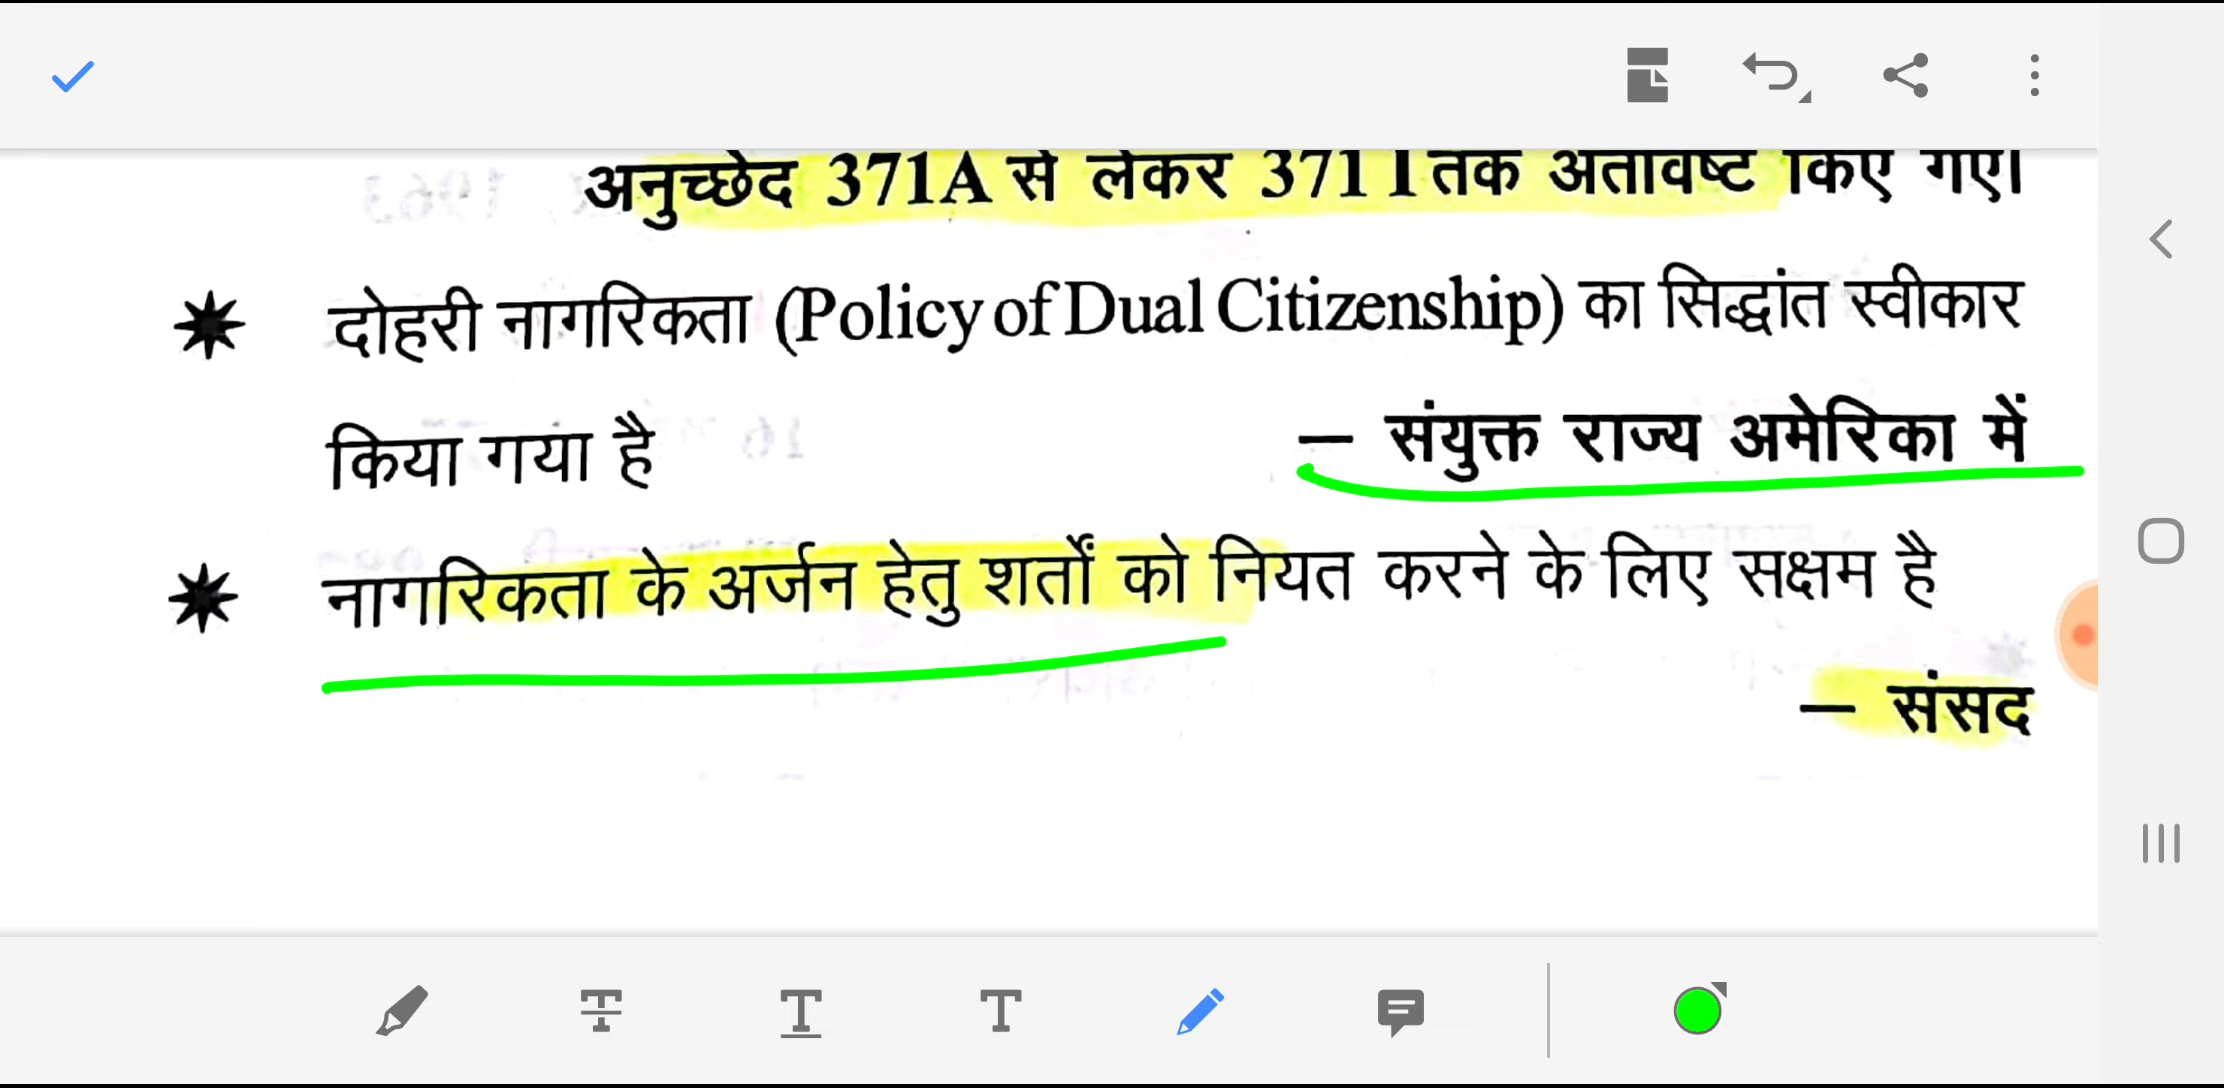 अनुच्छेद 371A से लेकर 371 I तक अंतर्विष्ट किए गए।
दोहरी नागरिकता (Policy of Dual Citizenship) का सिद्धांत स्वीकार
किया गया है — संयुक्त राज्य अमेरिका में
नागरिकता के अर्जन हेतु शर्तों को नियत करने के लिए सक्षम है
— संसद